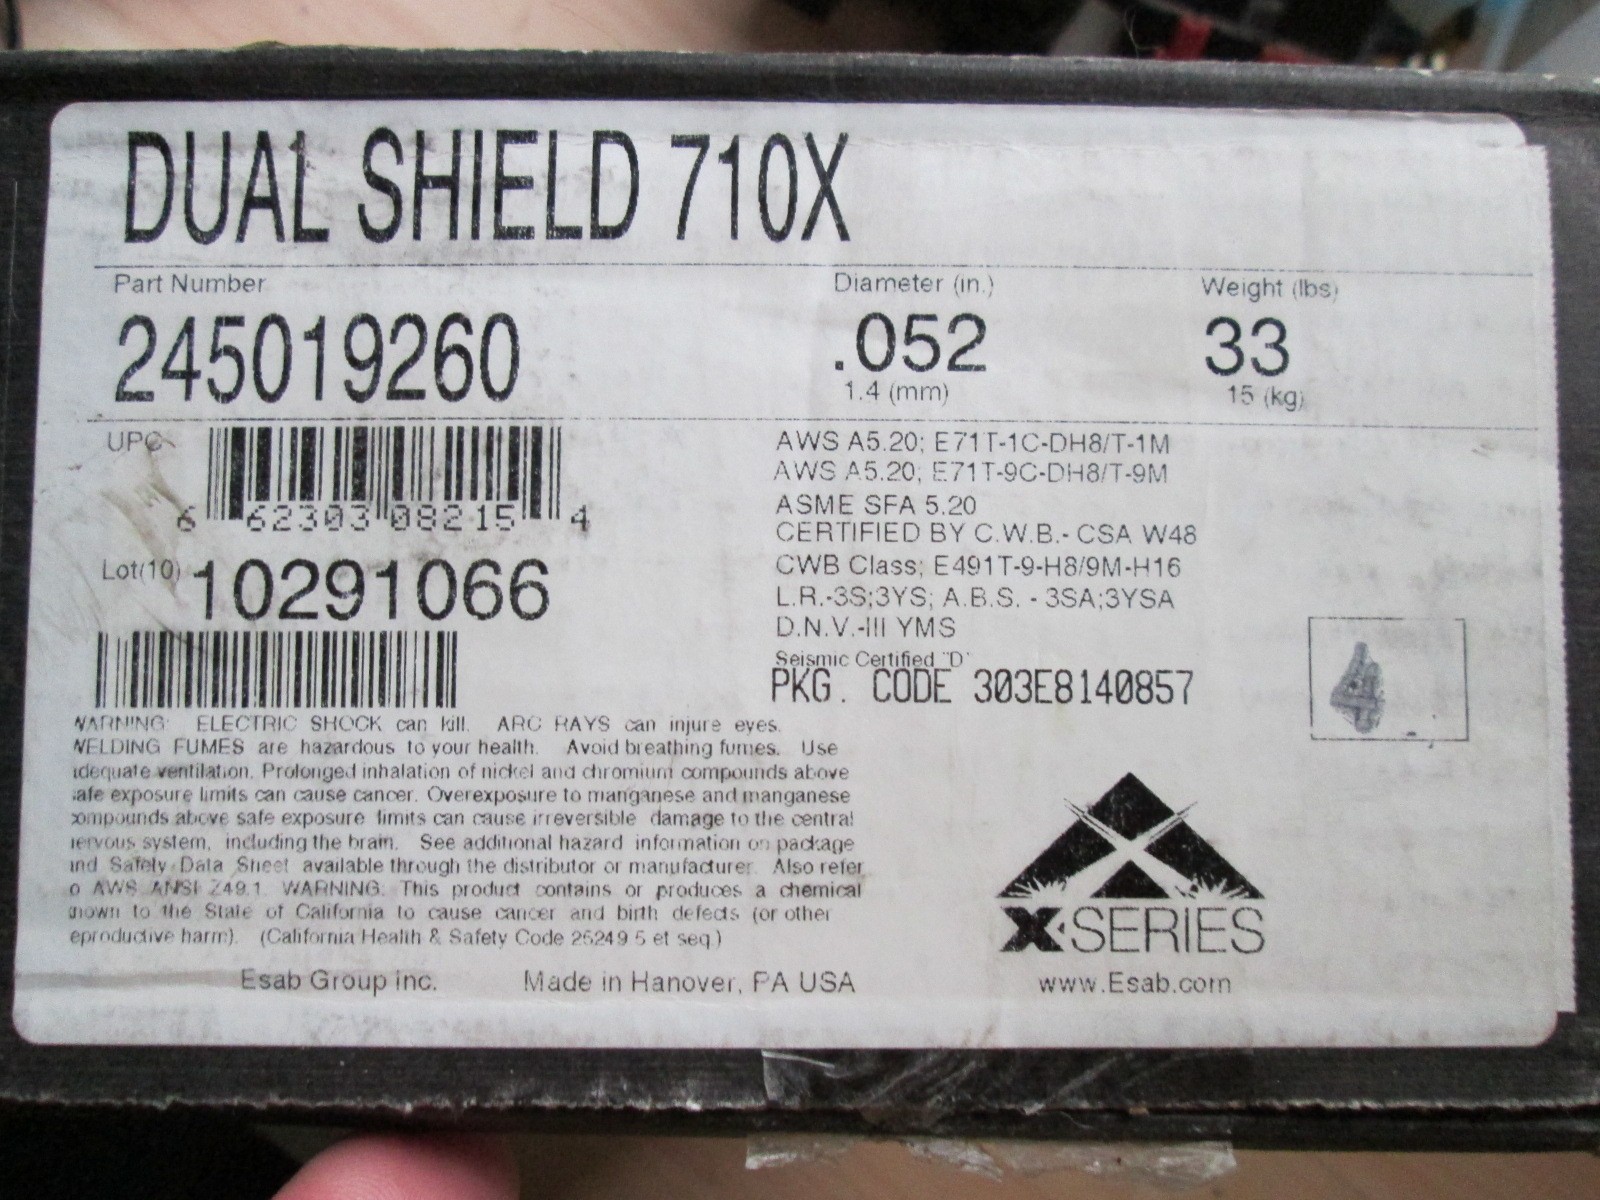 DUAL SHIELD 710X
Part Number
245019260
Diameter (in.)
.052
1.4 (mm)
Weight (lbs)
33
15 (kg)
UPC
6 62303 08215 4
Lot(10) 10291066
AWS A5.20; E71T-1C-DH8/T-1M
AWS A5.20; E71T-9C-DH8/T-9M
ASME SFA 5.20
CERTIFIED BY C.W.B.- CSA W48
CWB Class; E491T-9-H8/9M-H16
L.R.-3S;3YS; A.B.S. - 3SA;3YSA
D.N.V.-III YMS
Seismic Certified "D"
PKG. CODE 303E8140857
WARNING: ELECTRIC SHOCK can kill. ARC RAYS can injure eyes.
WELDING FUMES are hazardous to your health. Avoid breathing fumes. Use
adequate ventilation. Prolonged inhalation of nickel and chromium compounds above
safe exposure limits can cause cancer. Overexposure to manganese and manganese
compounds above safe exposure limits can cause irreversible damage to the central
nervous system, including the brain. See additional hazard information on package
and Safety Data Sheet available through the distributor or manufacturer. Also refer
o AWS ANSI Z49.1. WARNING: This product contains or produces a chemical
known to the State of California to cause cancer and birth defects (or other
eproductive harm). (California Health & Safety Code 25249.5 et seq.)
Esab Group Inc. Made in Hanover, PA USA
X-SERIES
www.Esab.com